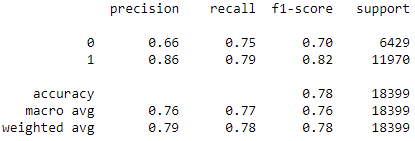 precision recall f1-score support
0 0.66 0.75 0.70 6429
1 0.86 0.79 0.82 11970
accuracy 0.78 18399
macro avg 0.76 0.77 0.76 18399
weighted avg 0.79 0.78 0.78 18399